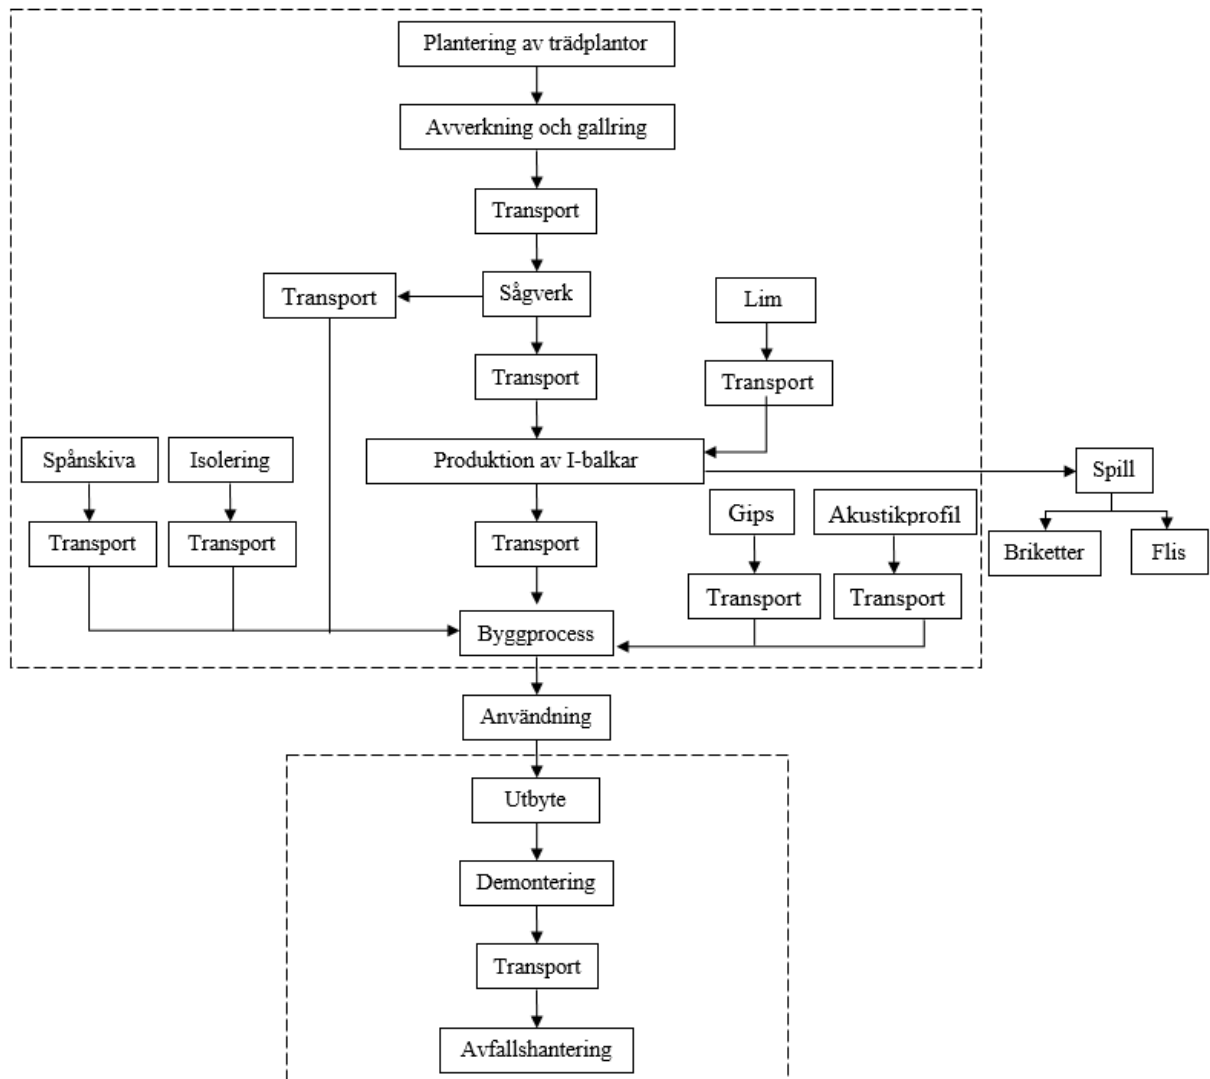 Plantering av trädplantor
Avverkning och gallring
Transport
Transport
Sågverk
Lim
Transport
Transport
Spånskiva
Isolering
Produktion av I-balkar
Spill
Gips
Akustikprofil
Transport
Transport
Transport
Briketter
Flis
Transport
Transport
Byggprocess
Användning
Utbyte
Demontering
Transport
Avfallshantering